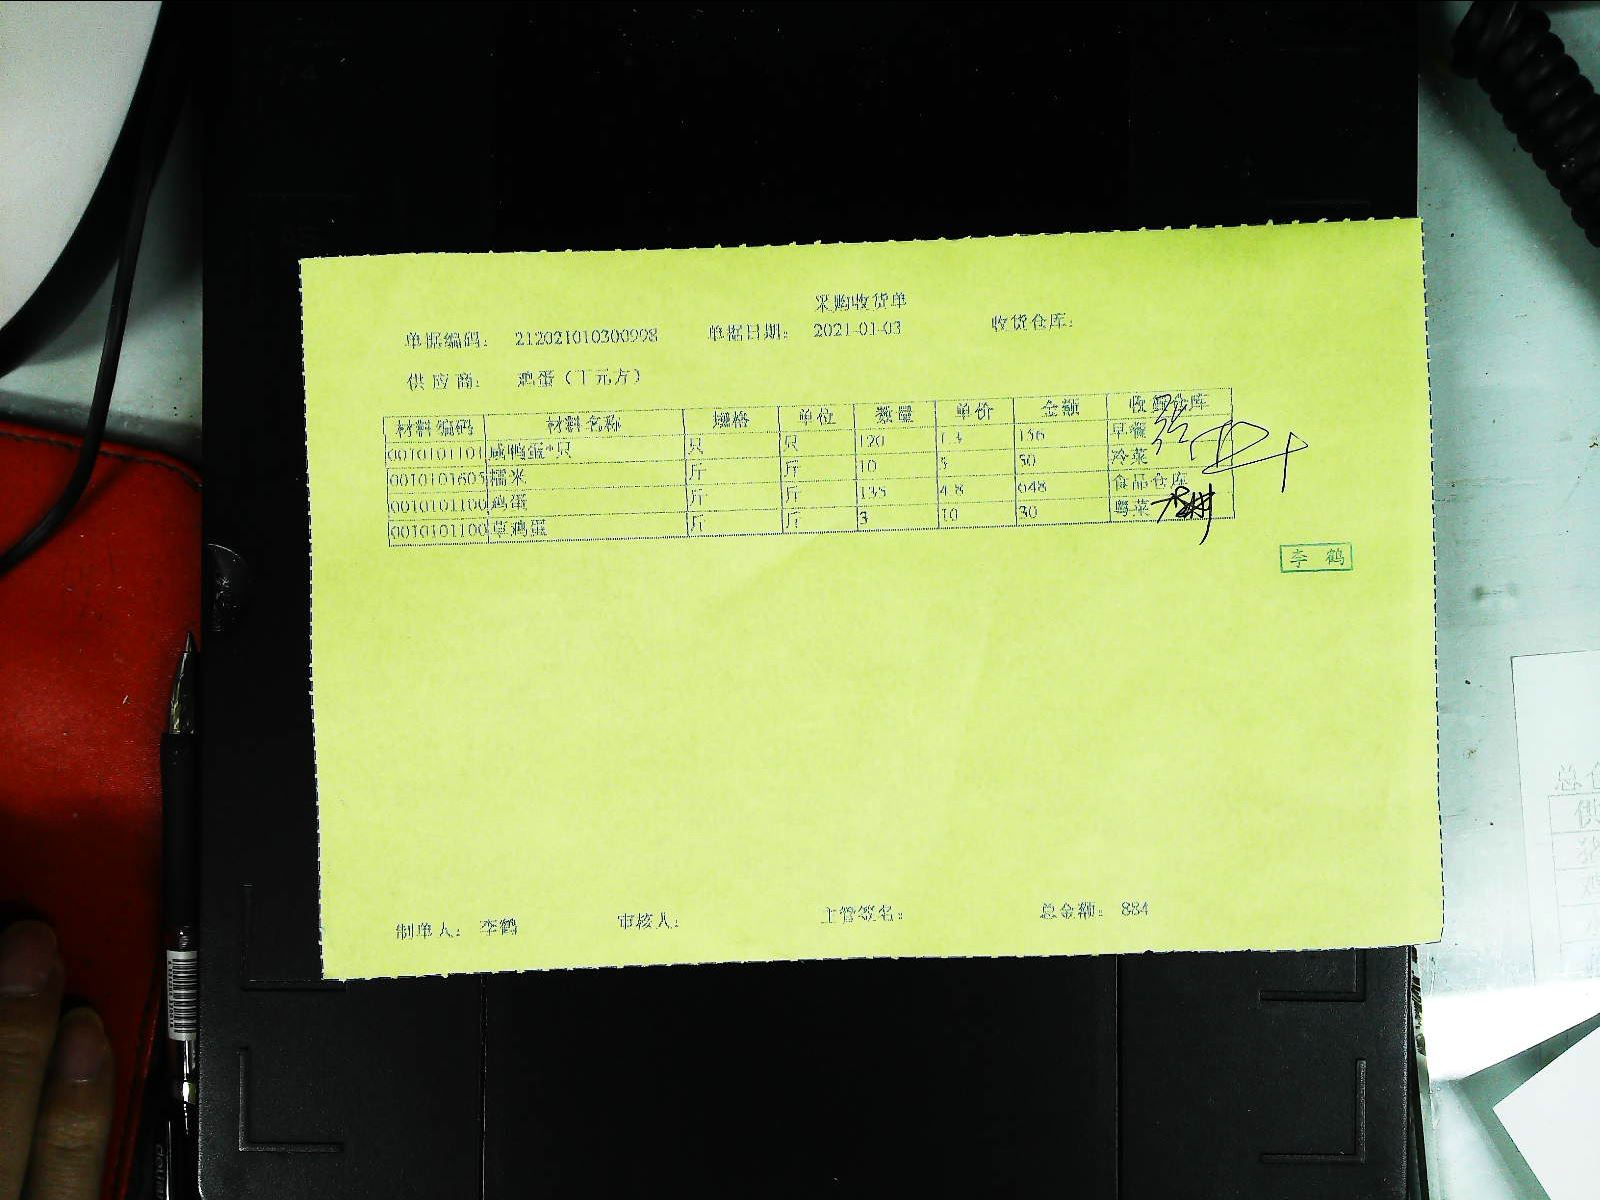 采购收货单
单据编码： 212021010300998 单据日期： 2021-01-03 收货仓库：
供应商： 鸡蛋（丁元方）
材料编码 材料名称 规格 单位 数量 单价 金额 收货仓库
0010101101 咸鸭蛋*只 只 只 120 1.3 156 早餐
0010101605 糯米 斤 斤 10 5 50 冷菜
0010101100 鸡蛋 斤 斤 135 4.8 648 食品仓库
0010101100 草鸡蛋 斤 斤 3 10 30 粤菜
李鹤
制单人： 李鹤 审核人： 主管签名： 总金额： 884